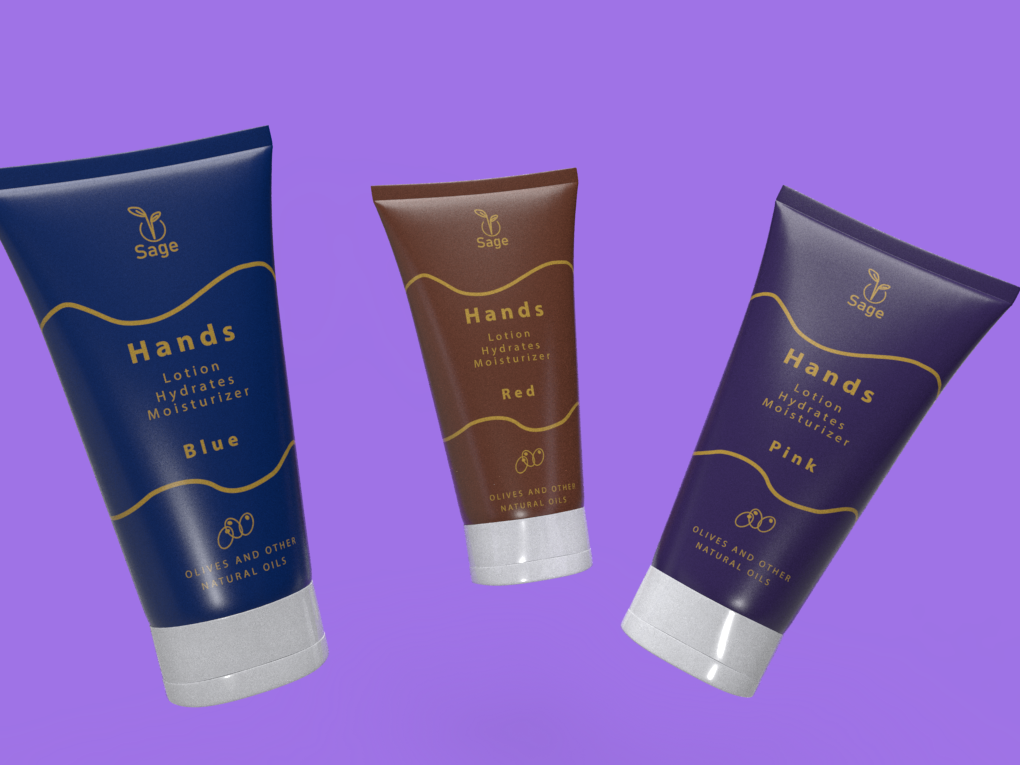 Sage
Hands
Lotion
Hydrates
Moisturizer
Blue
OLIVES AND OTHER
NATURAL OILS
Sage
Hands
Lotion
Hydrates
Moisturizer
Red
OLIVES AND OTHER
NATURAL OILS
Sage
Hands
Lotion
Hydrates
Moisturizer
Pink
OLIVES AND OTHER
NATURAL OILS